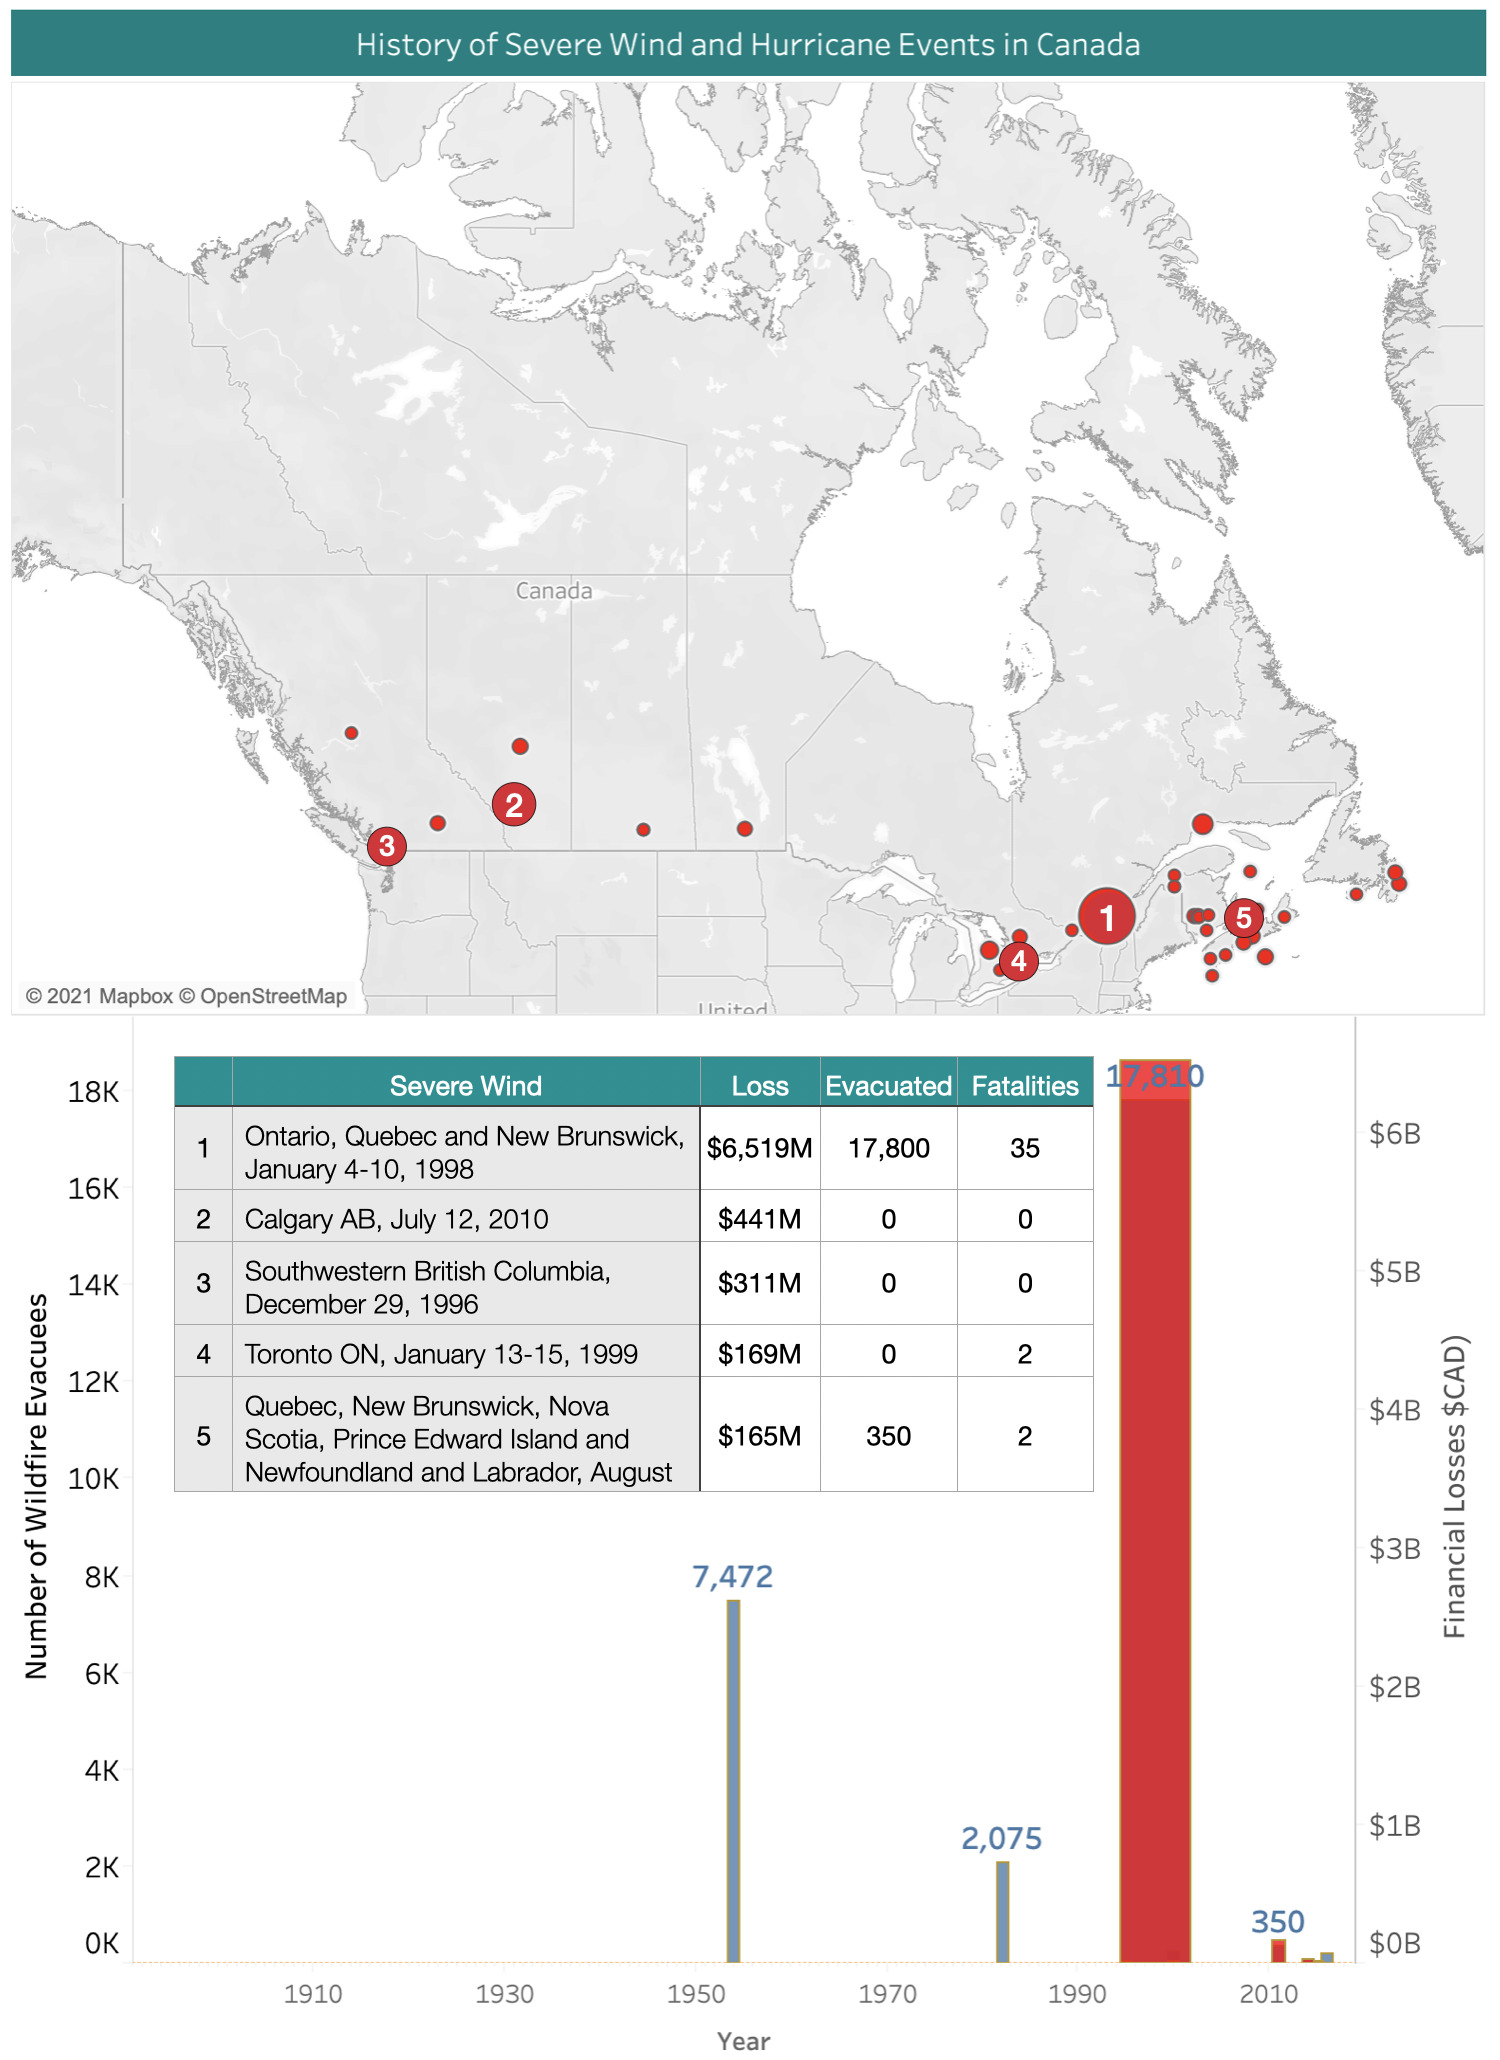 History of Severe Wind and Hurricane Events in Canada
Canada
2
3
1
5
4
© 2021 Mapbox © OpenStreetMap
United
Severe Wind Loss Evacuated Fatalities
1 Ontario, Quebec and New Brunswick, January 4-10, 1998 $6,519M 17,800 35
2 Calgary AB, July 12, 2010 $441M 0 0
3 Southwestern British Columbia, December 29, 1996 $311M 0 0
4 Toronto ON, January 13-15, 1999 $169M 0 2
5 Quebec, New Brunswick, Nova Scotia, Prince Edward Island and Newfoundland and Labrador, August $165M 350 2
Number of Wildfire Evacuees
18K
16K
14K
12K
10K
8K
6K
4K
2K
0K
17,810
7,472
2,075
350
$6B
$5B
$4B
$3B
$2B
$1B
$0B
Financial Losses $CAD)
1910
1930
1950
1970
1990
2010
Year